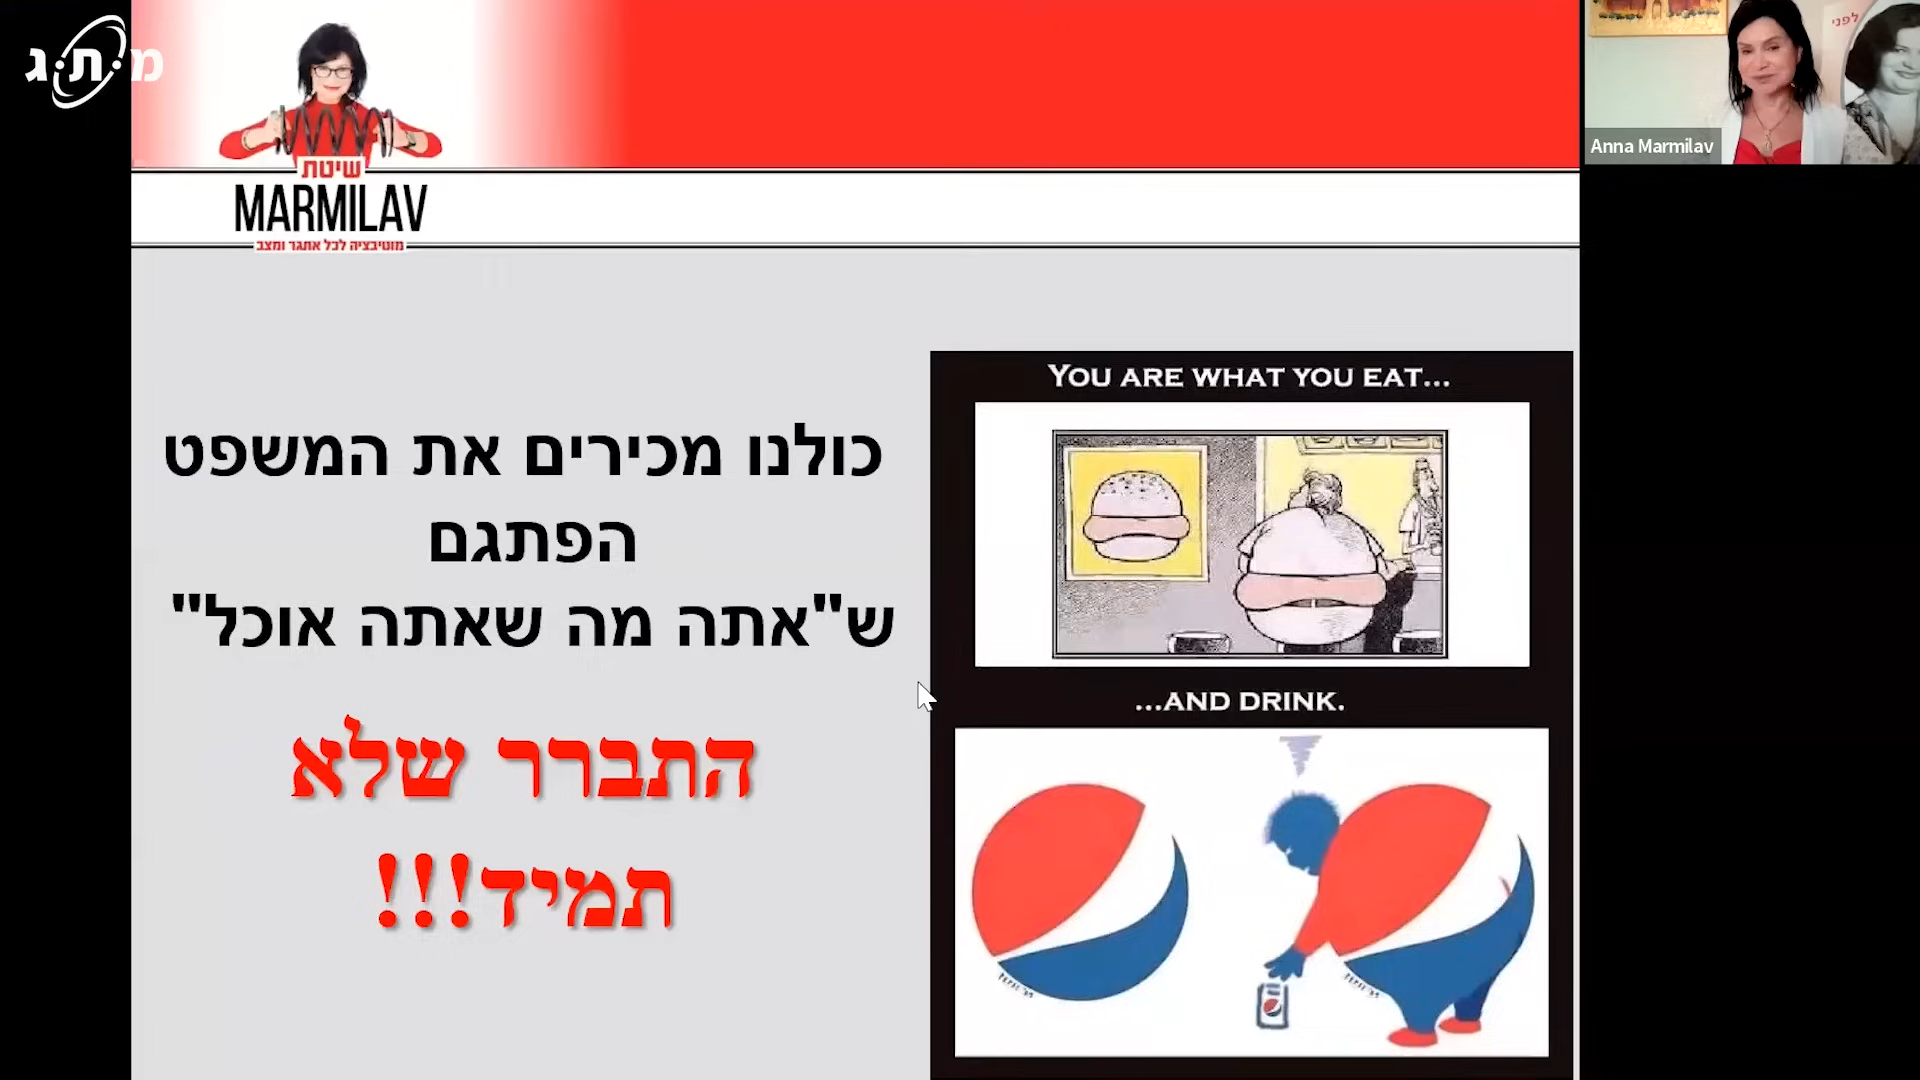 מ.ת.ג
שיטת
MARMILAV
מוטיבציה לכל אתגר ומצב
לפני
Anna Marmilav
כולנו מכירים את המשפט
הפתגם
ש"אתה מה שאתה אוכל"
התברר שלא
תמיד!!!
YOU ARE WHAT YOU EAT...
...AND DRINK.